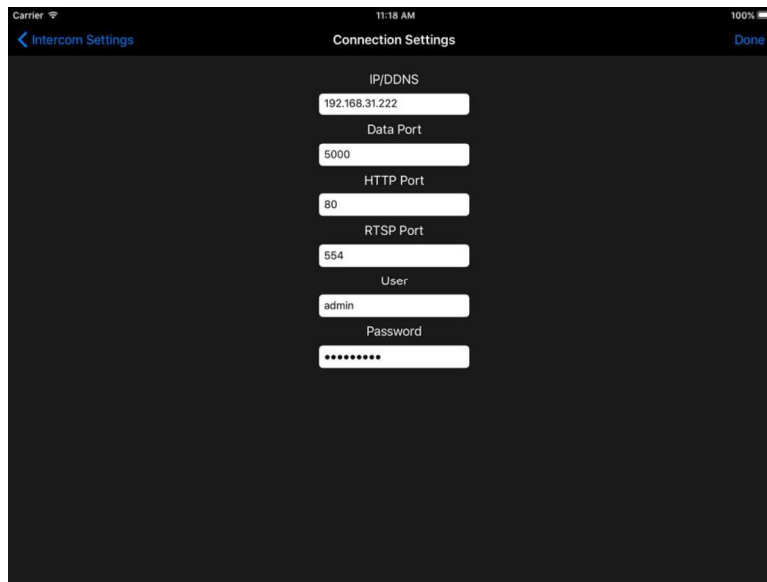 Carrier 11:18 AM 100%
Intercom Settings Connection Settings Done
IP/DDNS
192.168.31.222
Data Port
5000
HTTP Port
80
RTSP Port
554
User
admin
Password
•••••••••